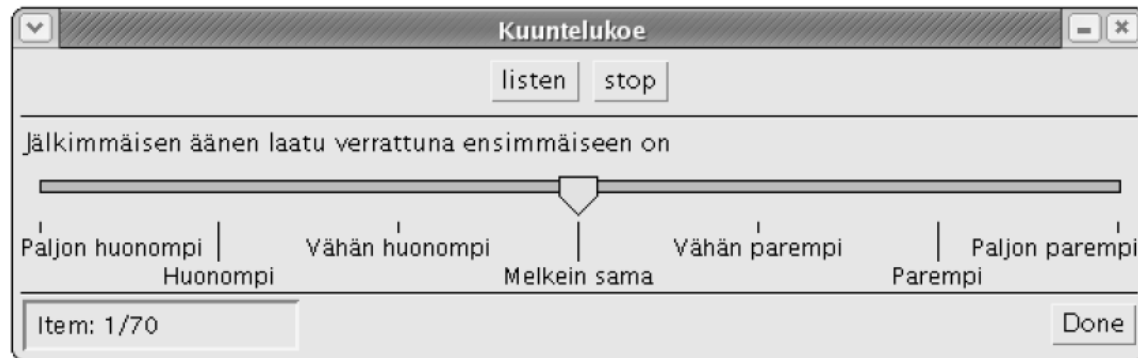 Kuuntelukoe
listen stop
Jälkimmäisen äänen laatu verrattuna ensimmäiseen on
Paljon huonompi Vähän huonompi Vähän parempi Paljon parempi
Huonompi Melkein sama Parempi
Item: 1/70 Done